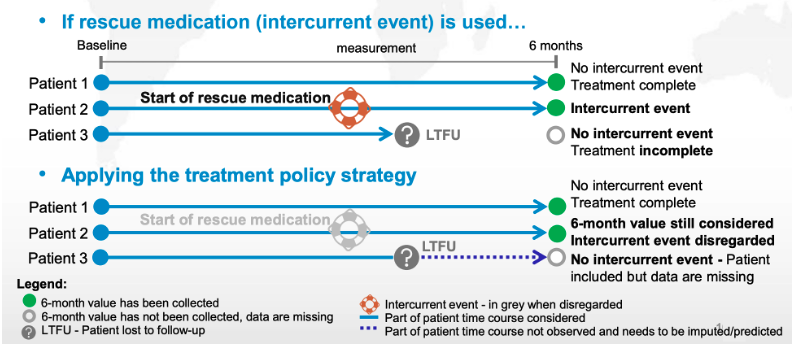 • If rescue medication (intercurrent event) is used…
Baseline
measurement
6 months
Patient 1
No intercurrent event
Treatment complete
Start of rescue medication
Patient 2
Intercurrent event
Patient 3
? LTFU
No intercurrent event
Treatment incomplete
• Applying the treatment policy strategy
Patient 1
No intercurrent event
Treatment complete
Start of rescue medication
Patient 2
6-month value still considered
Intercurrent event disregarded
Patient 3
? LTFU
No intercurrent event - Patient
included but data are missing
Legend:
6-month value has been collected
6-month value has not been collected, data are missing
? LTFU - Patient lost to follow-up
Intercurrent event - in grey when disregarded
Part of patient time course considered
Part of patient time course not observed and needs to be imputed/predicted